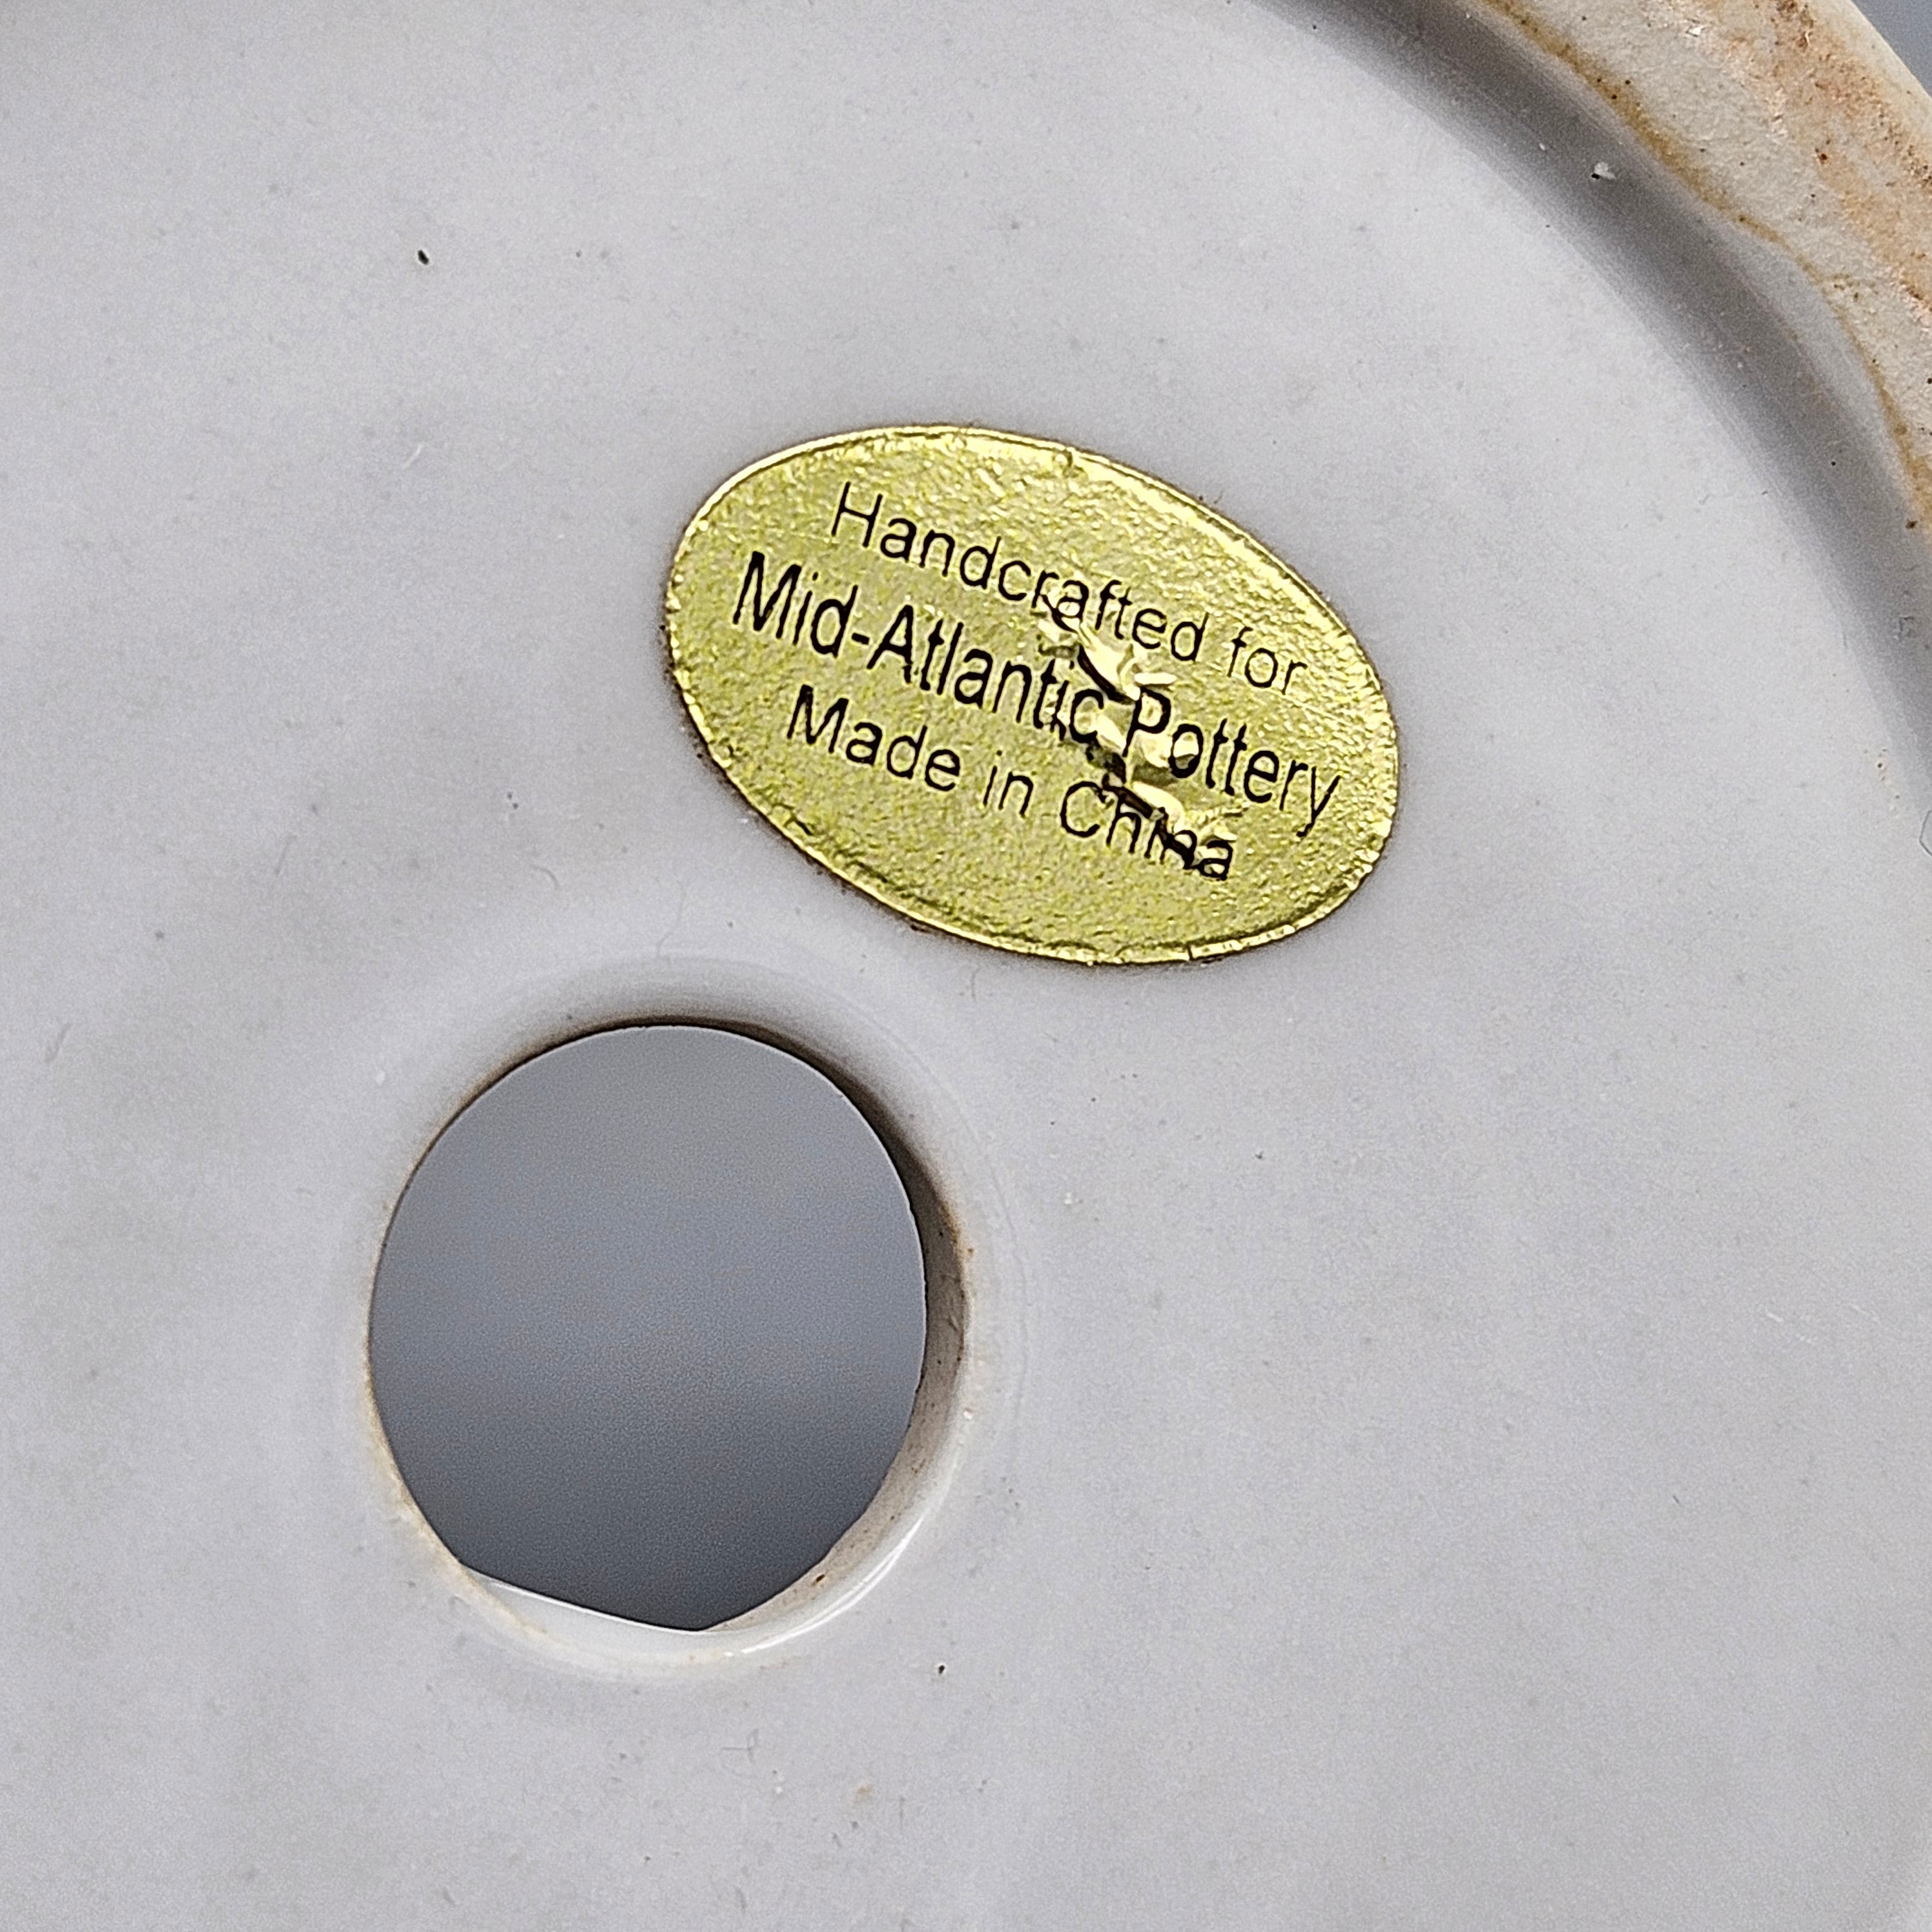 Handcrafted for
Mid-Atlantic Pottery
Made in China